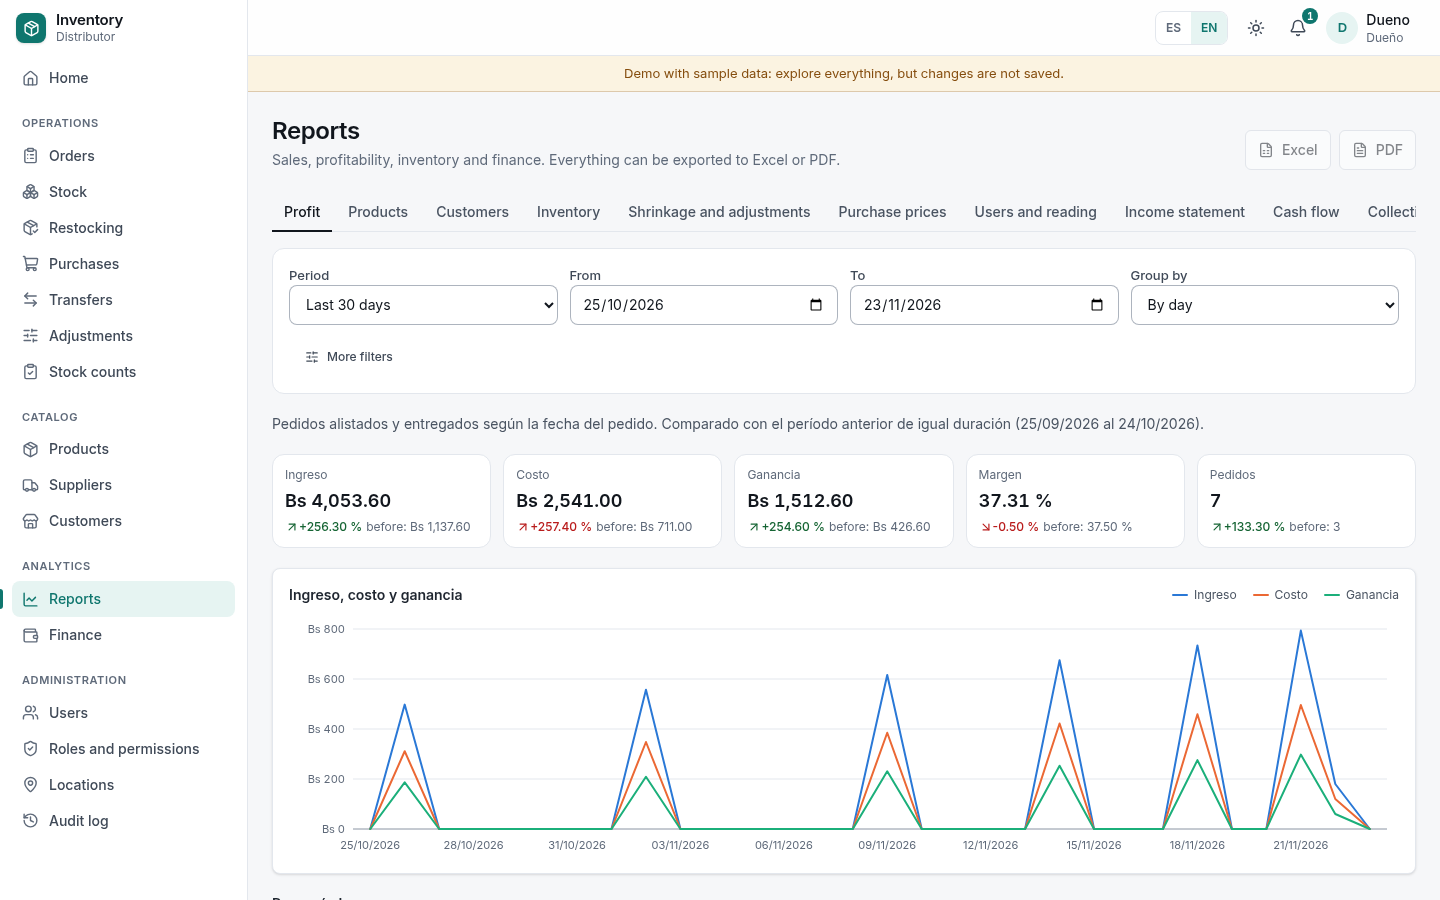 Inventory
Distributor
Home
OPERATIONS
Orders
Stock
Restocking
Purchases
Transfers
Adjustments
Stock counts
CATALOG
Products
Suppliers
Customers
ANALYTICS
Reports
Finance
ADMINISTRATION
Users
Roles and permissions
Locations
Audit log
ES EN 1 D Dueno
Dueño
Demo with sample data: explore everything, but changes are not saved.
Reports
Sales, profitability, inventory and finance. Everything can be exported to Excel or PDF.
Excel PDF
Profit Products Customers Inventory Shrinkage and adjustments Purchase prices Users and reading Income statement Cash flow Collecti
Period From To Group by
Last 30 days 25/10/2026 23/11/2026 By day
More filters
Pedidos alistados y entregados según la fecha del pedido. Comparado con el período anterior de igual duración (25/09/2026 al 24/10/2026).
Ingreso
Bs 4,053.60
+256.30 % before: Bs 1,137.60
Costo
Bs 2,541.00
+257.40 % before: Bs 711.00
Ganancia
Bs 1,512.60
+254.60 % before: Bs 426.60
Margen
37.31 %
-0.50 % before: 37.50 %
Pedidos
7
+133.30 % before: 3
Ingreso, costo y ganancia
Ingreso Costo Ganancia
Bs 800
Bs 600
Bs 400
Bs 200
Bs 0
25/10/2026 28/10/2026 31/10/2026 03/11/2026 06/11/2026 09/11/2026 12/11/2026 15/11/2026 18/11/2026 21/11/2026